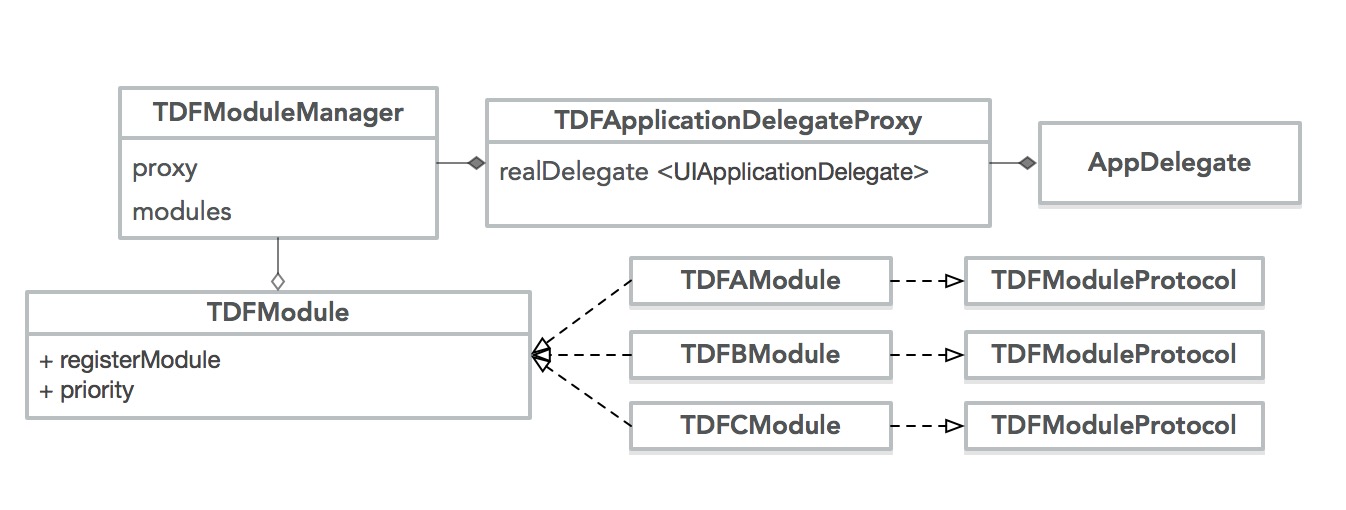 TDFModuleManager
proxy
modules
TDFApplicationDelegateProxy
realDelegate <UIApplicationDelegate>
AppDelegate
TDFModule
+ registerModule
+ priority
TDFAModule
TDFModuleProtocol
TDFBModule
TDFModuleProtocol
TDFCModule
TDFModuleProtocol